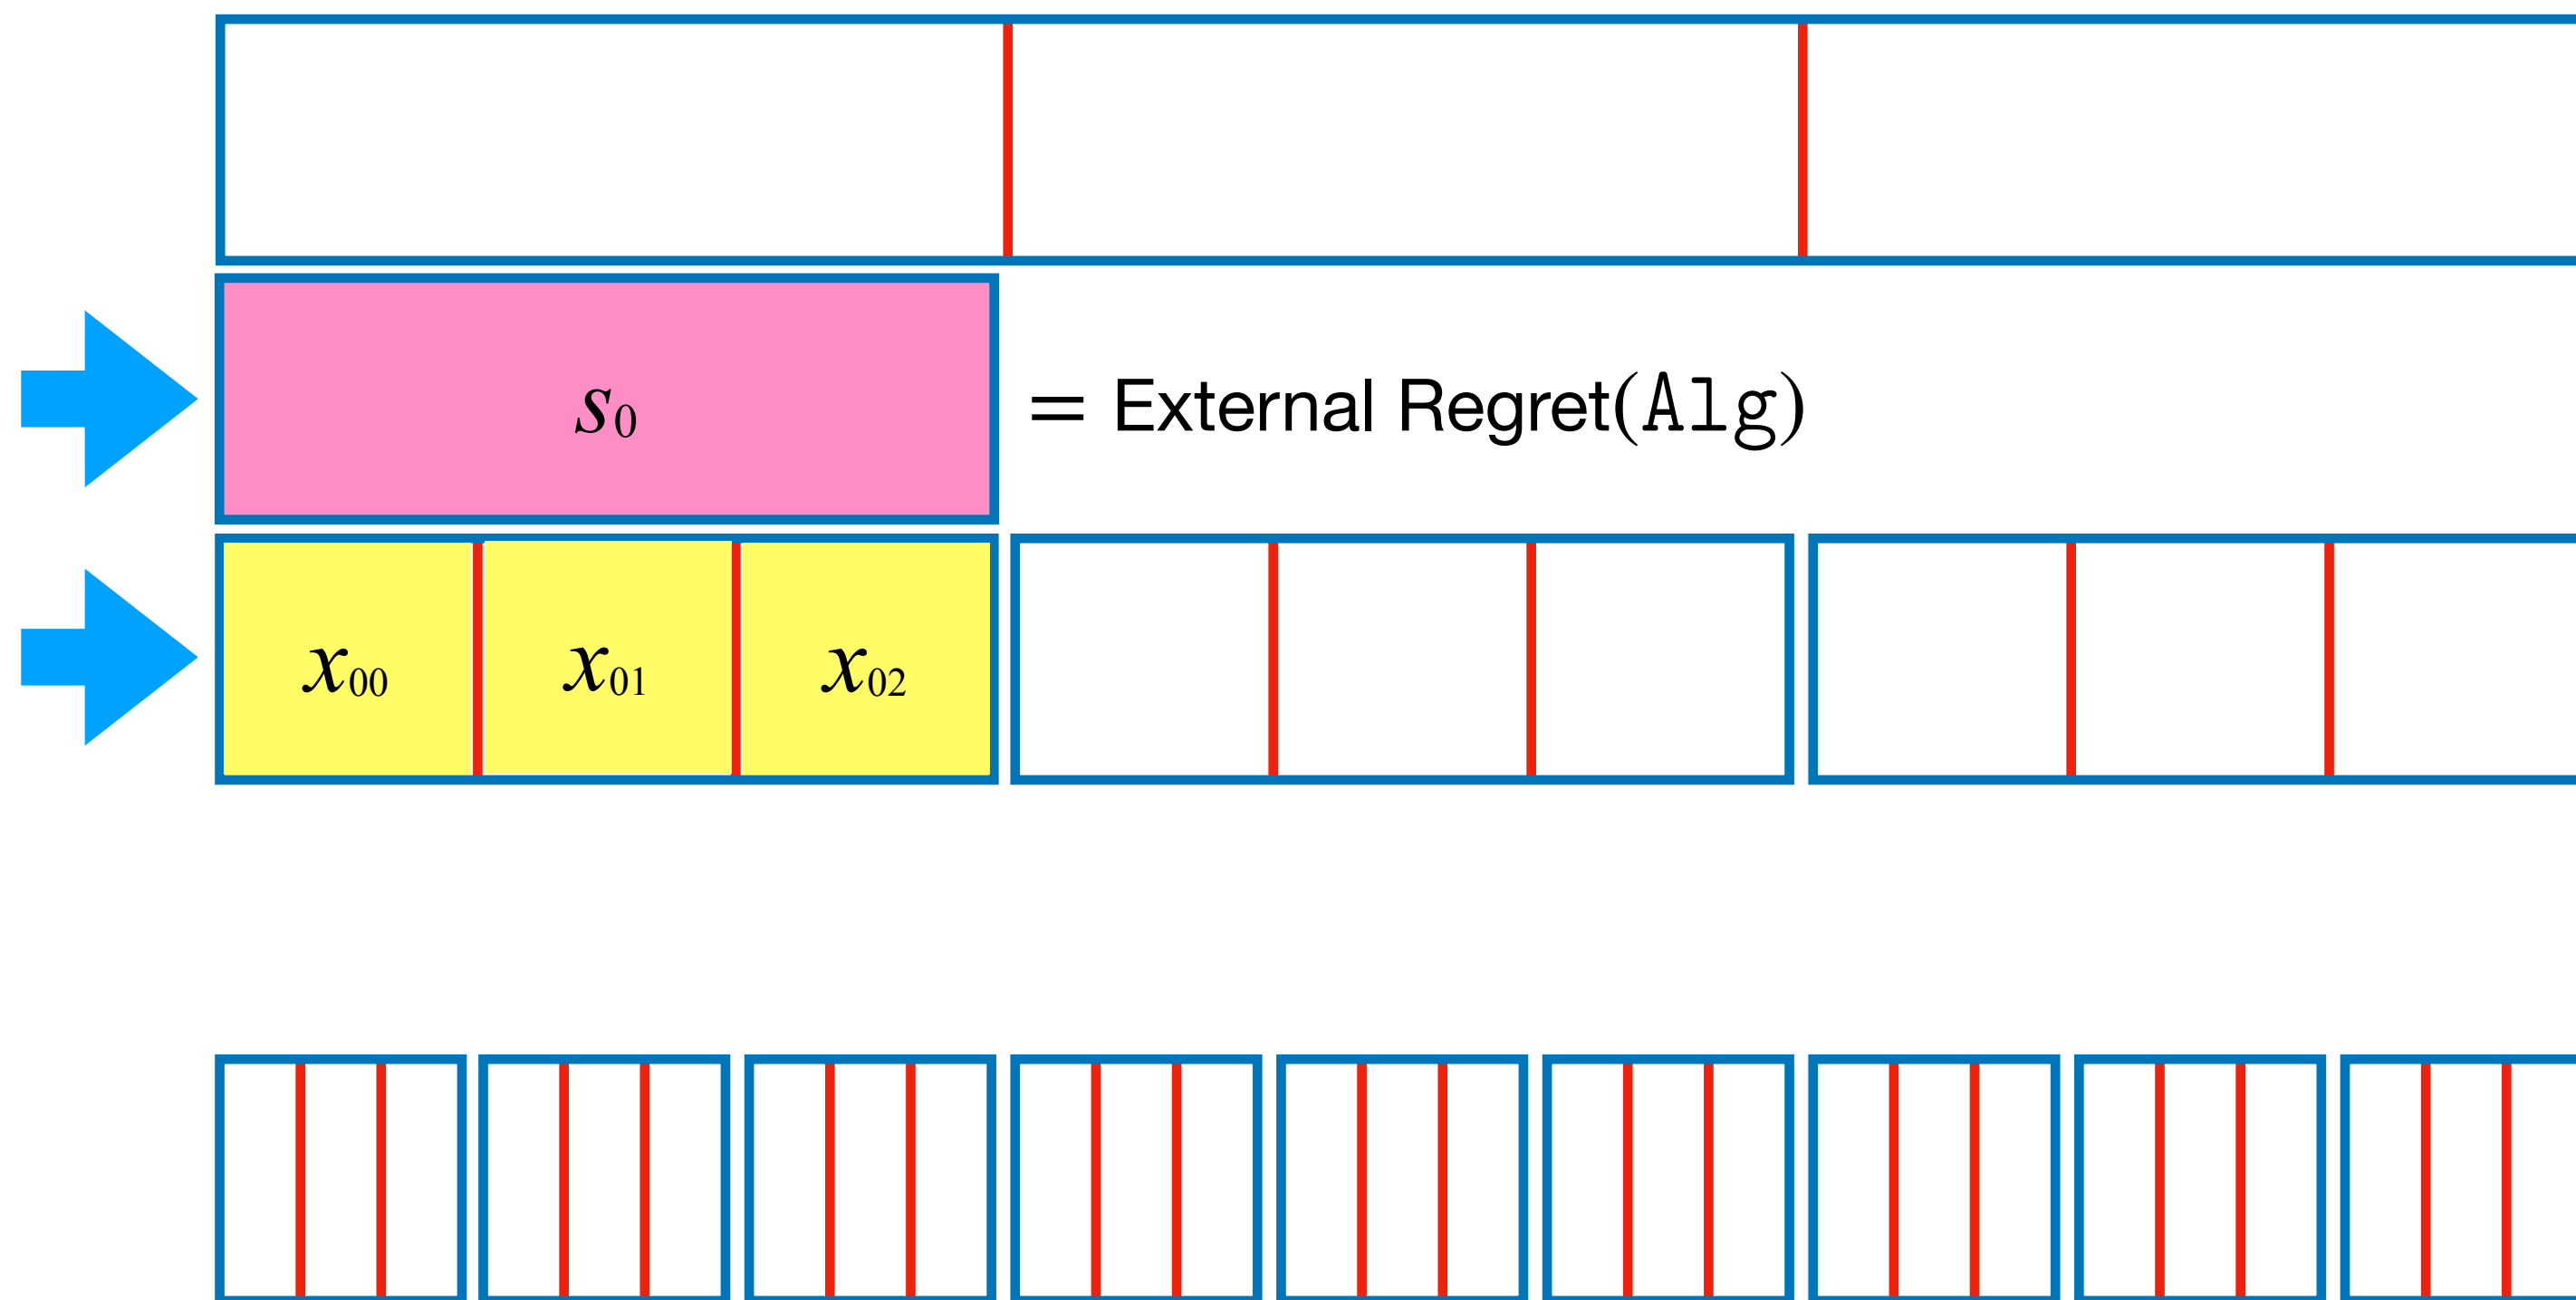 s₀ = External Regret(Alg)
x₀₀ x₀₁ x₀₂